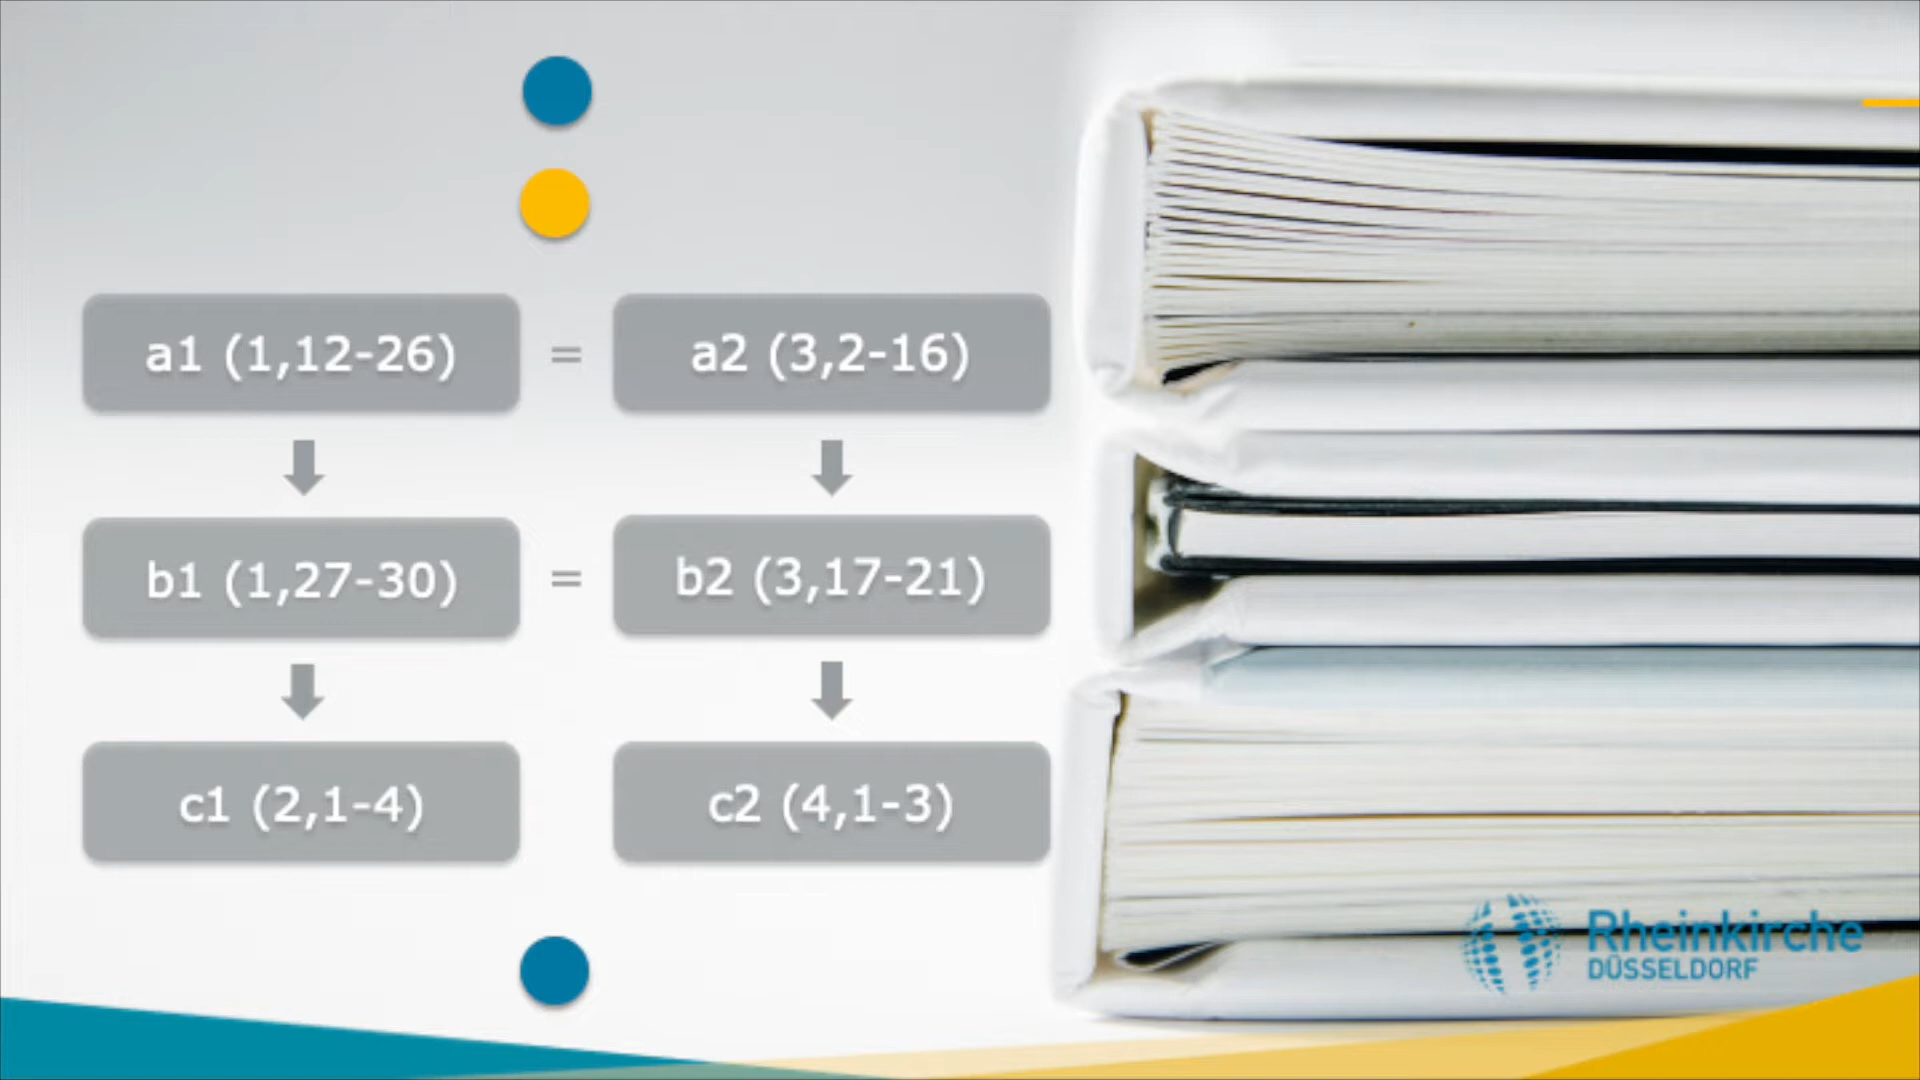 a1 (1,12-26) = a2 (3,2-16)
b1 (1,27-30) = b2 (3,17-21)
c1 (2,1-4) c2 (4,1-3)
Rheinkirche
DÜSSELDORF